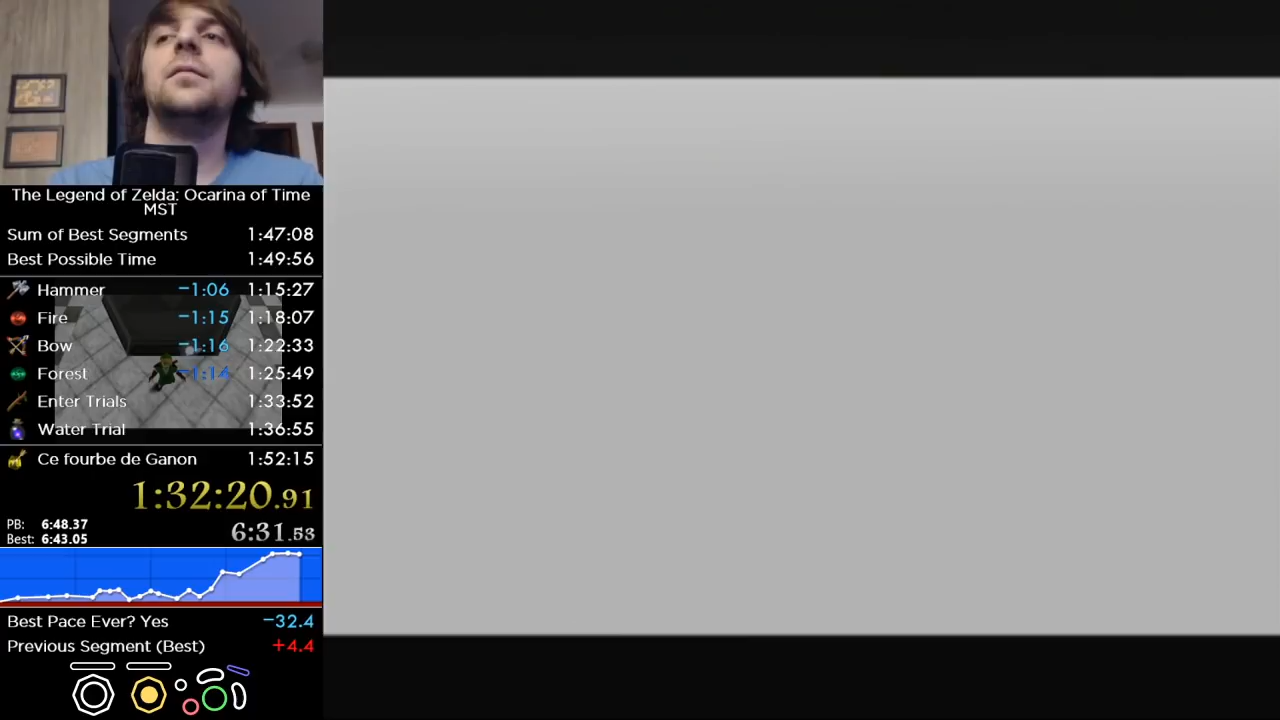 The Legend of Zelda: Ocarina of Time
MST
Sum of Best Segments 1:47:08
Best Possible Time 1:49:56
Hammer −1:06 1:15:27
Fire −1:15 1:18:07
Bow −1:16 1:22:33
Forest −1:14 1:25:49
Enter Trials 1:33:52
Water Trial 1:36:55
Ce fourbe de Ganon 1:52:15
1:32:20.91
PB: 6:48.37
Best: 6:43.05
6:31.53
Best Pace Ever? Yes −32.4
Previous Segment (Best) +4.4